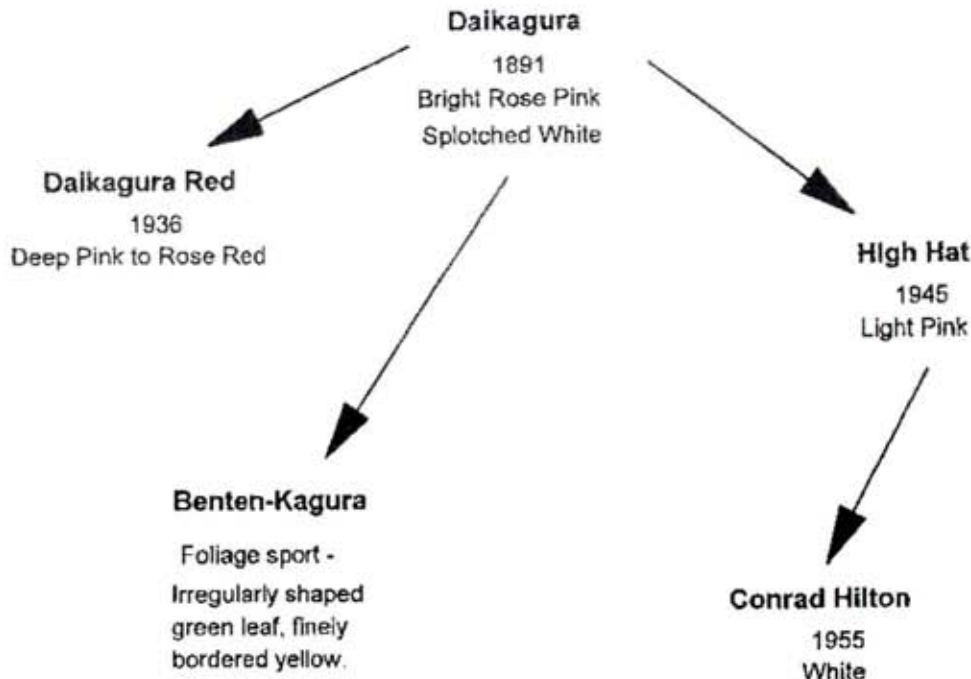 Daikagura
1891
Bright Rose Pink
Splotched White
Daikagura Red
1936
Deep Pink to Rose Red
High Hat
1945
Light Pink
Benten-Kagura
Foliage sport -
Irregularly shaped
green leaf, finely
bordered yellow.
Conrad Hilton
1955
White